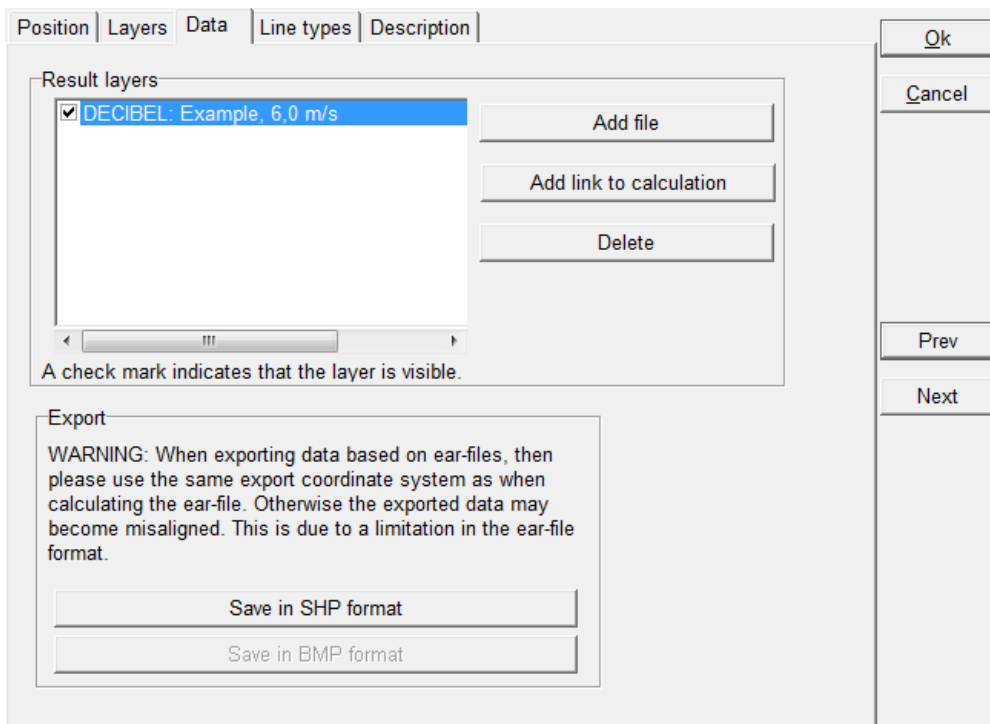 Position Layers Data Line types Description
Ok
Cancel
Result layers
DECIBEL: Example, 6,0 m/s
Add file
Add link to calculation
Delete
A check mark indicates that the layer is visible.
Prev
Next
Export
WARNING: When exporting data based on ear-files, then
please use the same export coordinate system as when
calculating the ear-file. Otherwise the exported data may
become misaligned. This is due to a limitation in the ear-file
format.
Save in SHP format
Save in BMP format